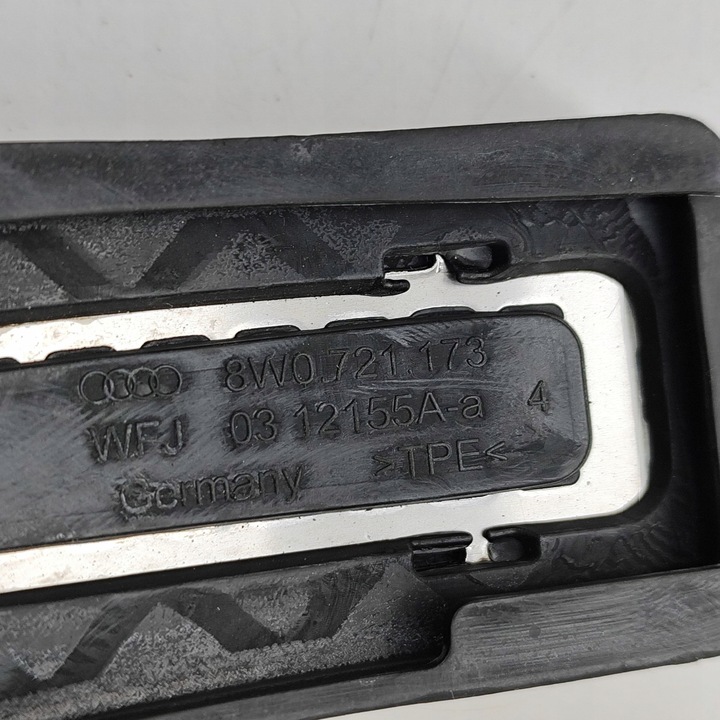 8W0.721.173
WFJ 03 12155A-a 4
Germany >TPE<